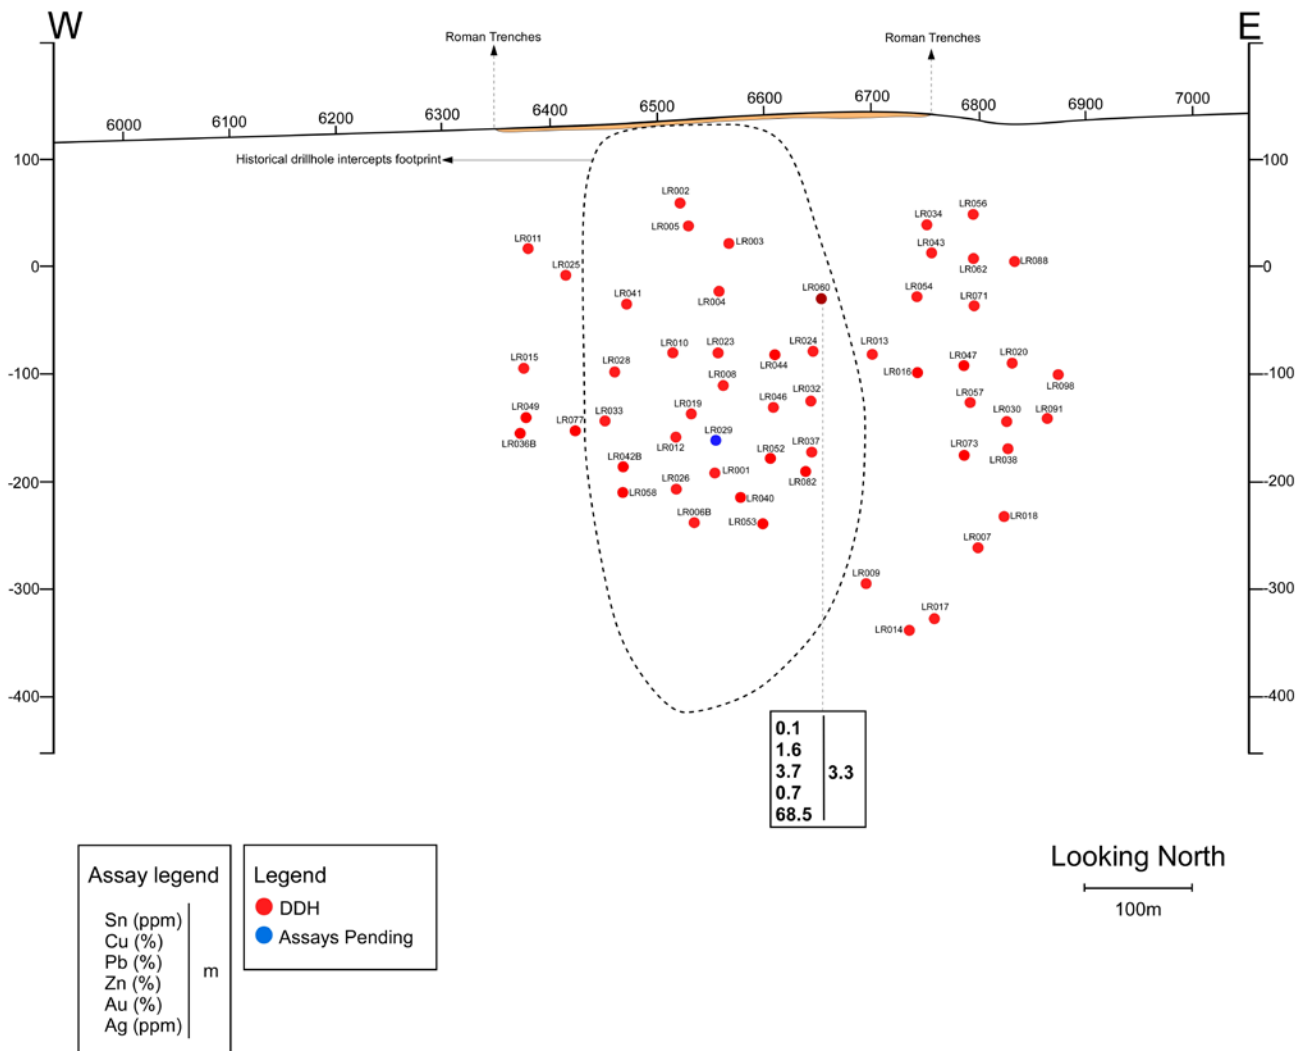 W
E
Roman Trenches
Roman Trenches
6000
6100
6200
6300
6400
6500
6600
6700
6800
6900
7000
100
100
Historical drillhole intercepts footprint
LR002
LR056
LR034
LR005
LR003
LR011
LR043
0
0
LR025
LR062
LR088
LR041
LR004
LR060
LR054
LR071
LR010
LR023
LR024
LR013
LR015
LR028
LR044
LR047
LR020
-100
-100
LR008
LR016
LR098
LR049
LR019
LR046
LR032
LR057
LR077
LR033
LR029
LR030
LR091
LR036B
LR012
LR042B
LR052
LR037
LR073
LR038
-200
-200
LR058
LR026
LR001
LR082
LR040
LR006B
LR053
LR018
LR007
-300
-300
LR009
LR017
LR014
-400
-400
0.1
1.6
3.7
0.7
68.5
3.3
Looking North
100m
Assay legend
Sn (ppm)
Cu (%)
Pb (%)
Zn (%)
Au (%)
Ag (ppm)
m
Legend
DDH
Assays Pending